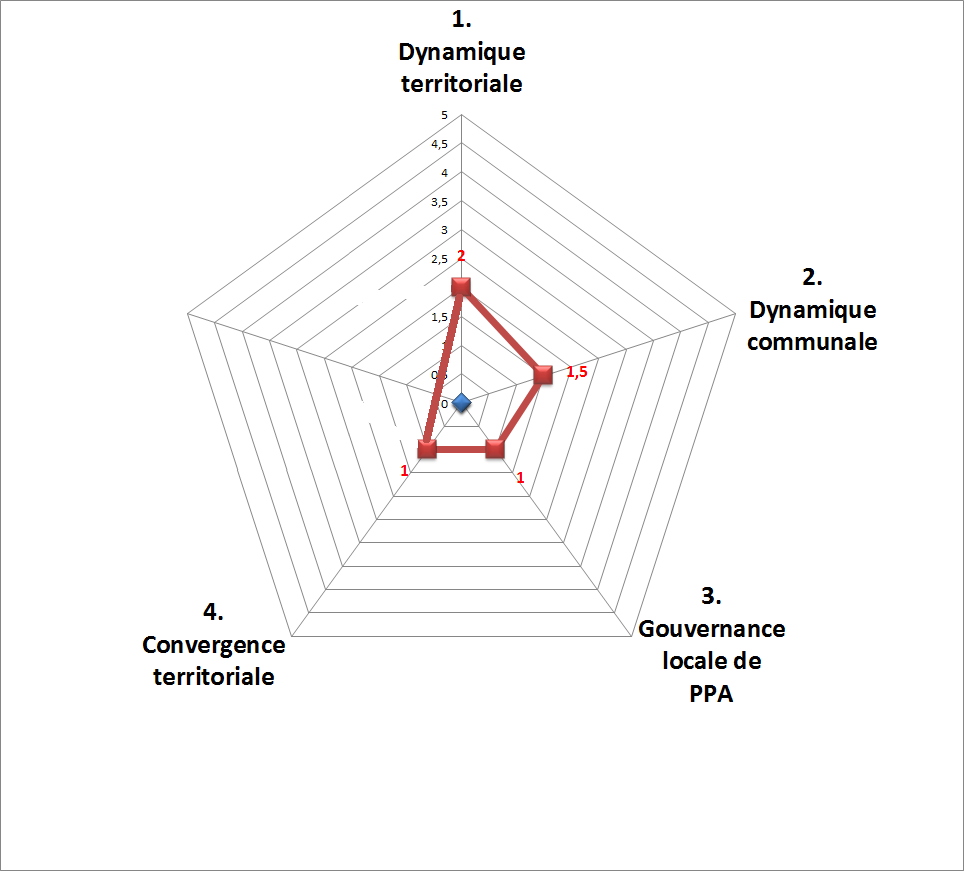 1.
Dynamique
territoriale
5
4,5
4
3,5
3
2,5
2
1,5
0
2.
Dynamique
communale
1,5
1
1
3.
Gouvernance
locale de
PPA
4.
Convergence
territoriale